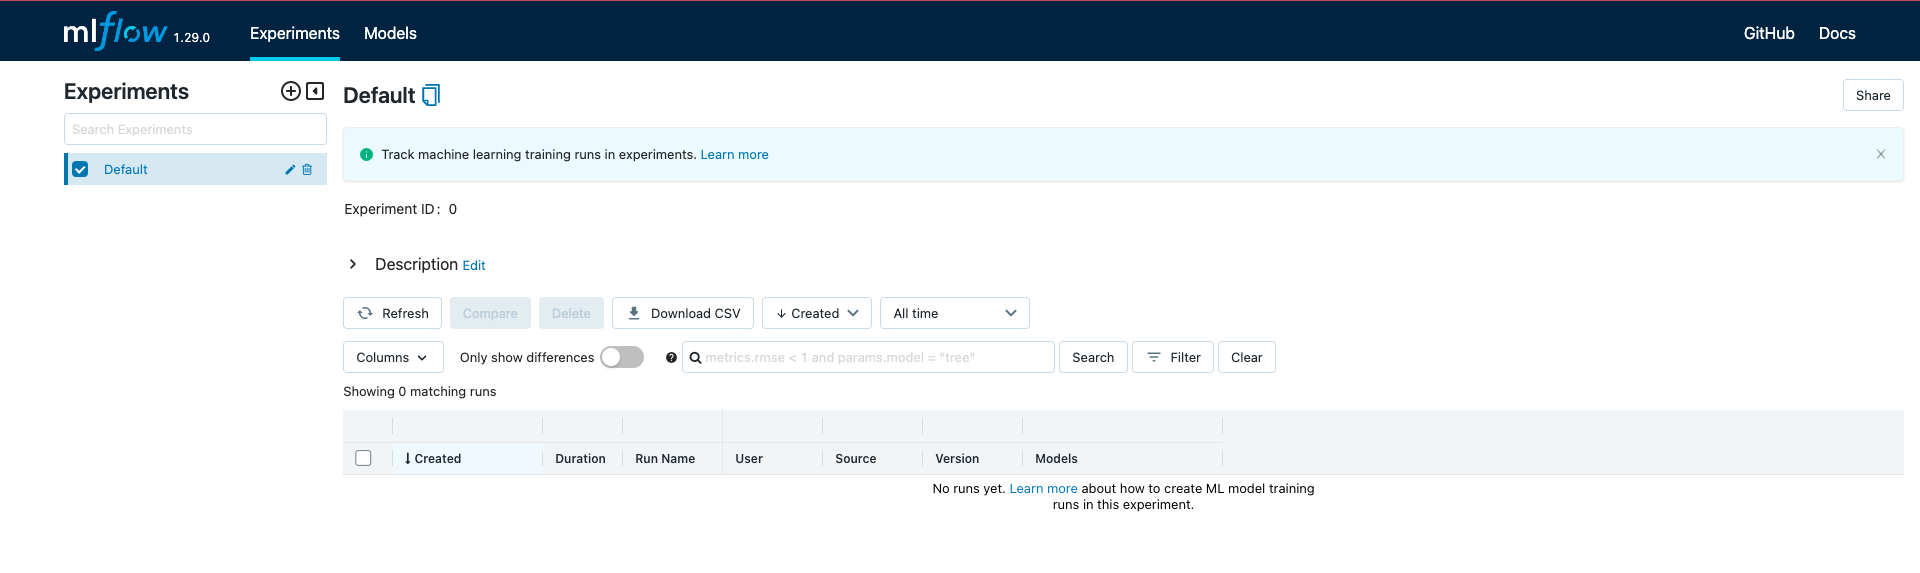 mlflow 1.29.0 Experiments Models GitHub Docs
Experiments
Search Experiments
Default
Default
Share
Track machine learning training runs in experiments. Learn more
Experiment ID: 0
Description Edit
Refresh Compare Delete Download CSV Created All time
Columns Only show differences metrics.rmse < 1 and params.model = "tree" Search Filter Clear
Showing 0 matching runs
Created Duration Run Name User Source Version Models
No runs yet. Learn more about how to create ML model training
runs in this experiment.